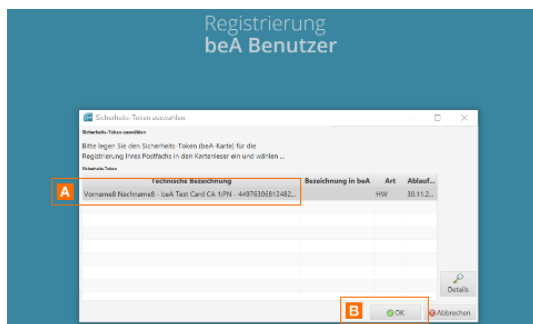 Registrierung
beA Benutzer
Sicherheits-Token auswählen
Sicherheits-Token auswählen
Bitte legen Sie den Sicherheits-Token (beA-Karte) für die
Registrierung Ihres Postfachs in den Kartenleser ein und wählen ...
Sicherheits-Token
Technische Bezeichnung Bezeichnung in beA Art Ablauf...
A Vorname8 Nachname8 - beA Test Card CA 1:PN - 44976306812482... HW 30.11.2...
Details
B OK Abbrechen